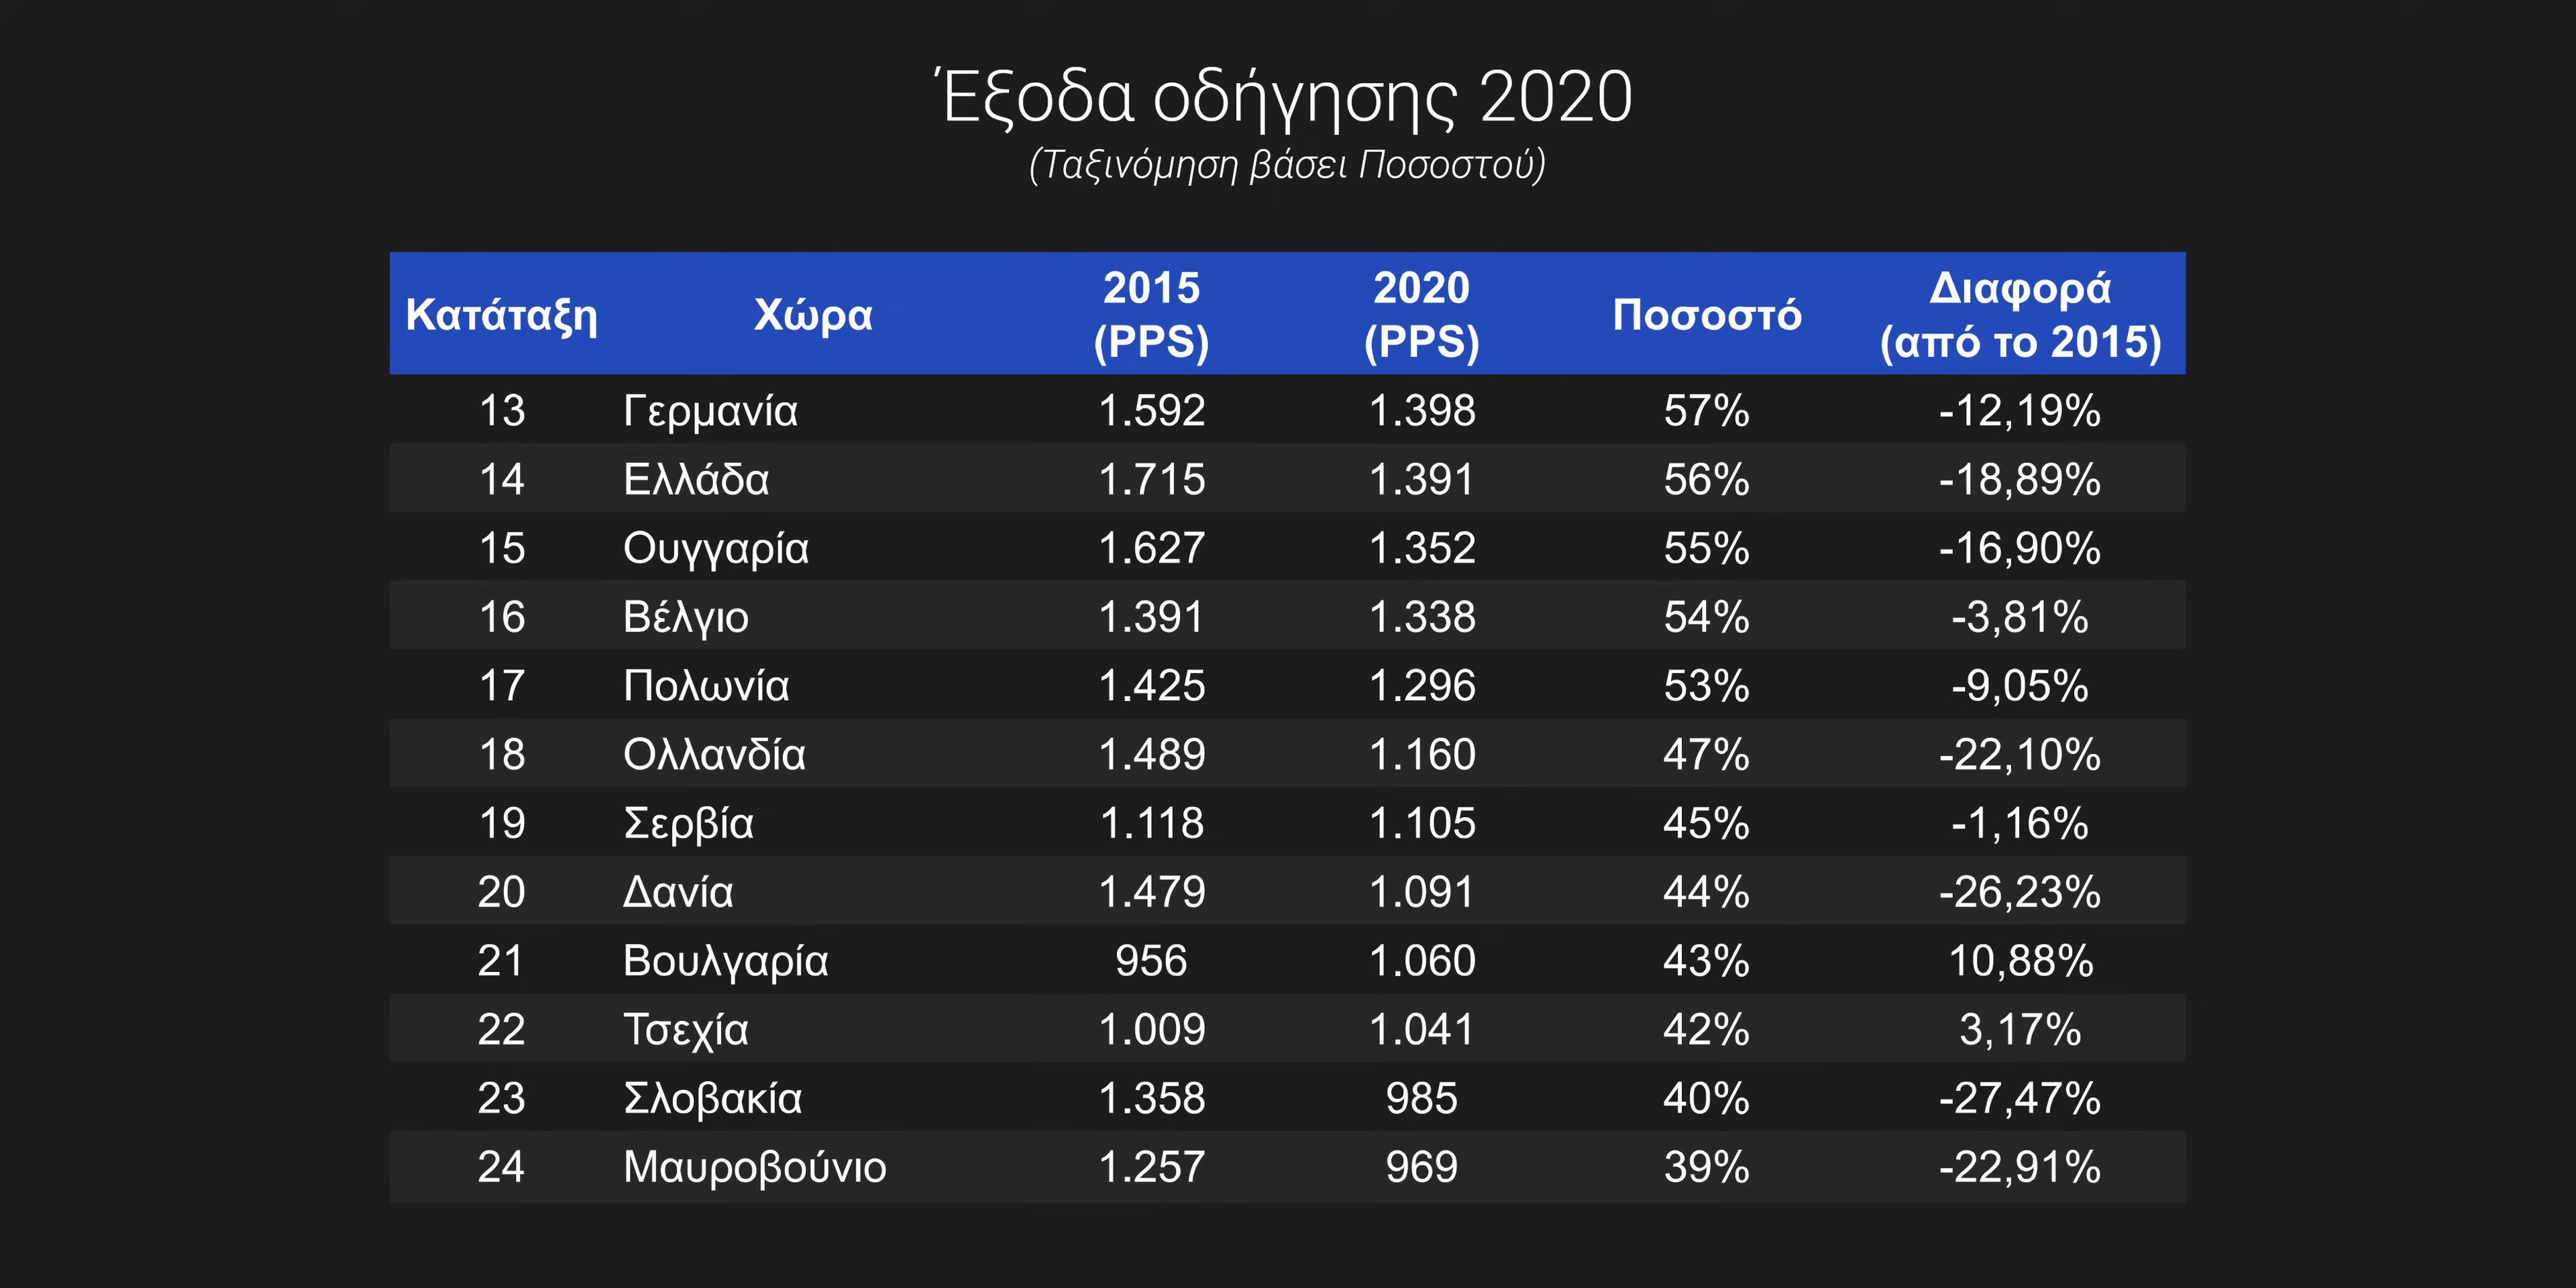 Έξοδα οδήγησης 2020
(Ταξινόμηση βάσει Ποσοστού)
Κατάταξη Χώρα 2015 (PPS) 2020 (PPS) Ποσοστό Διαφορά (από το 2015)
13 Γερμανία 1.592 1.398 57% -12,19%
14 Ελλάδα 1.715 1.391 56% -18,89%
15 Ουγγαρία 1.627 1.352 55% -16,90%
16 Βέλγιο 1.391 1.338 54% -3,81%
17 Πολωνία 1.425 1.296 53% -9,05%
18 Ολλανδία 1.489 1.160 47% -22,10%
19 Σερβία 1.118 1.105 45% -1,16%
20 Δανία 1.479 1.091 44% -26,23%
21 Βουλγαρία 956 1.060 43% 10,88%
22 Τσεχία 1.009 1.041 42% 3,17%
23 Σλοβακία 1.358 985 40% -27,47%
24 Μαυροβούνιο 1.257 969 39% -22,91%